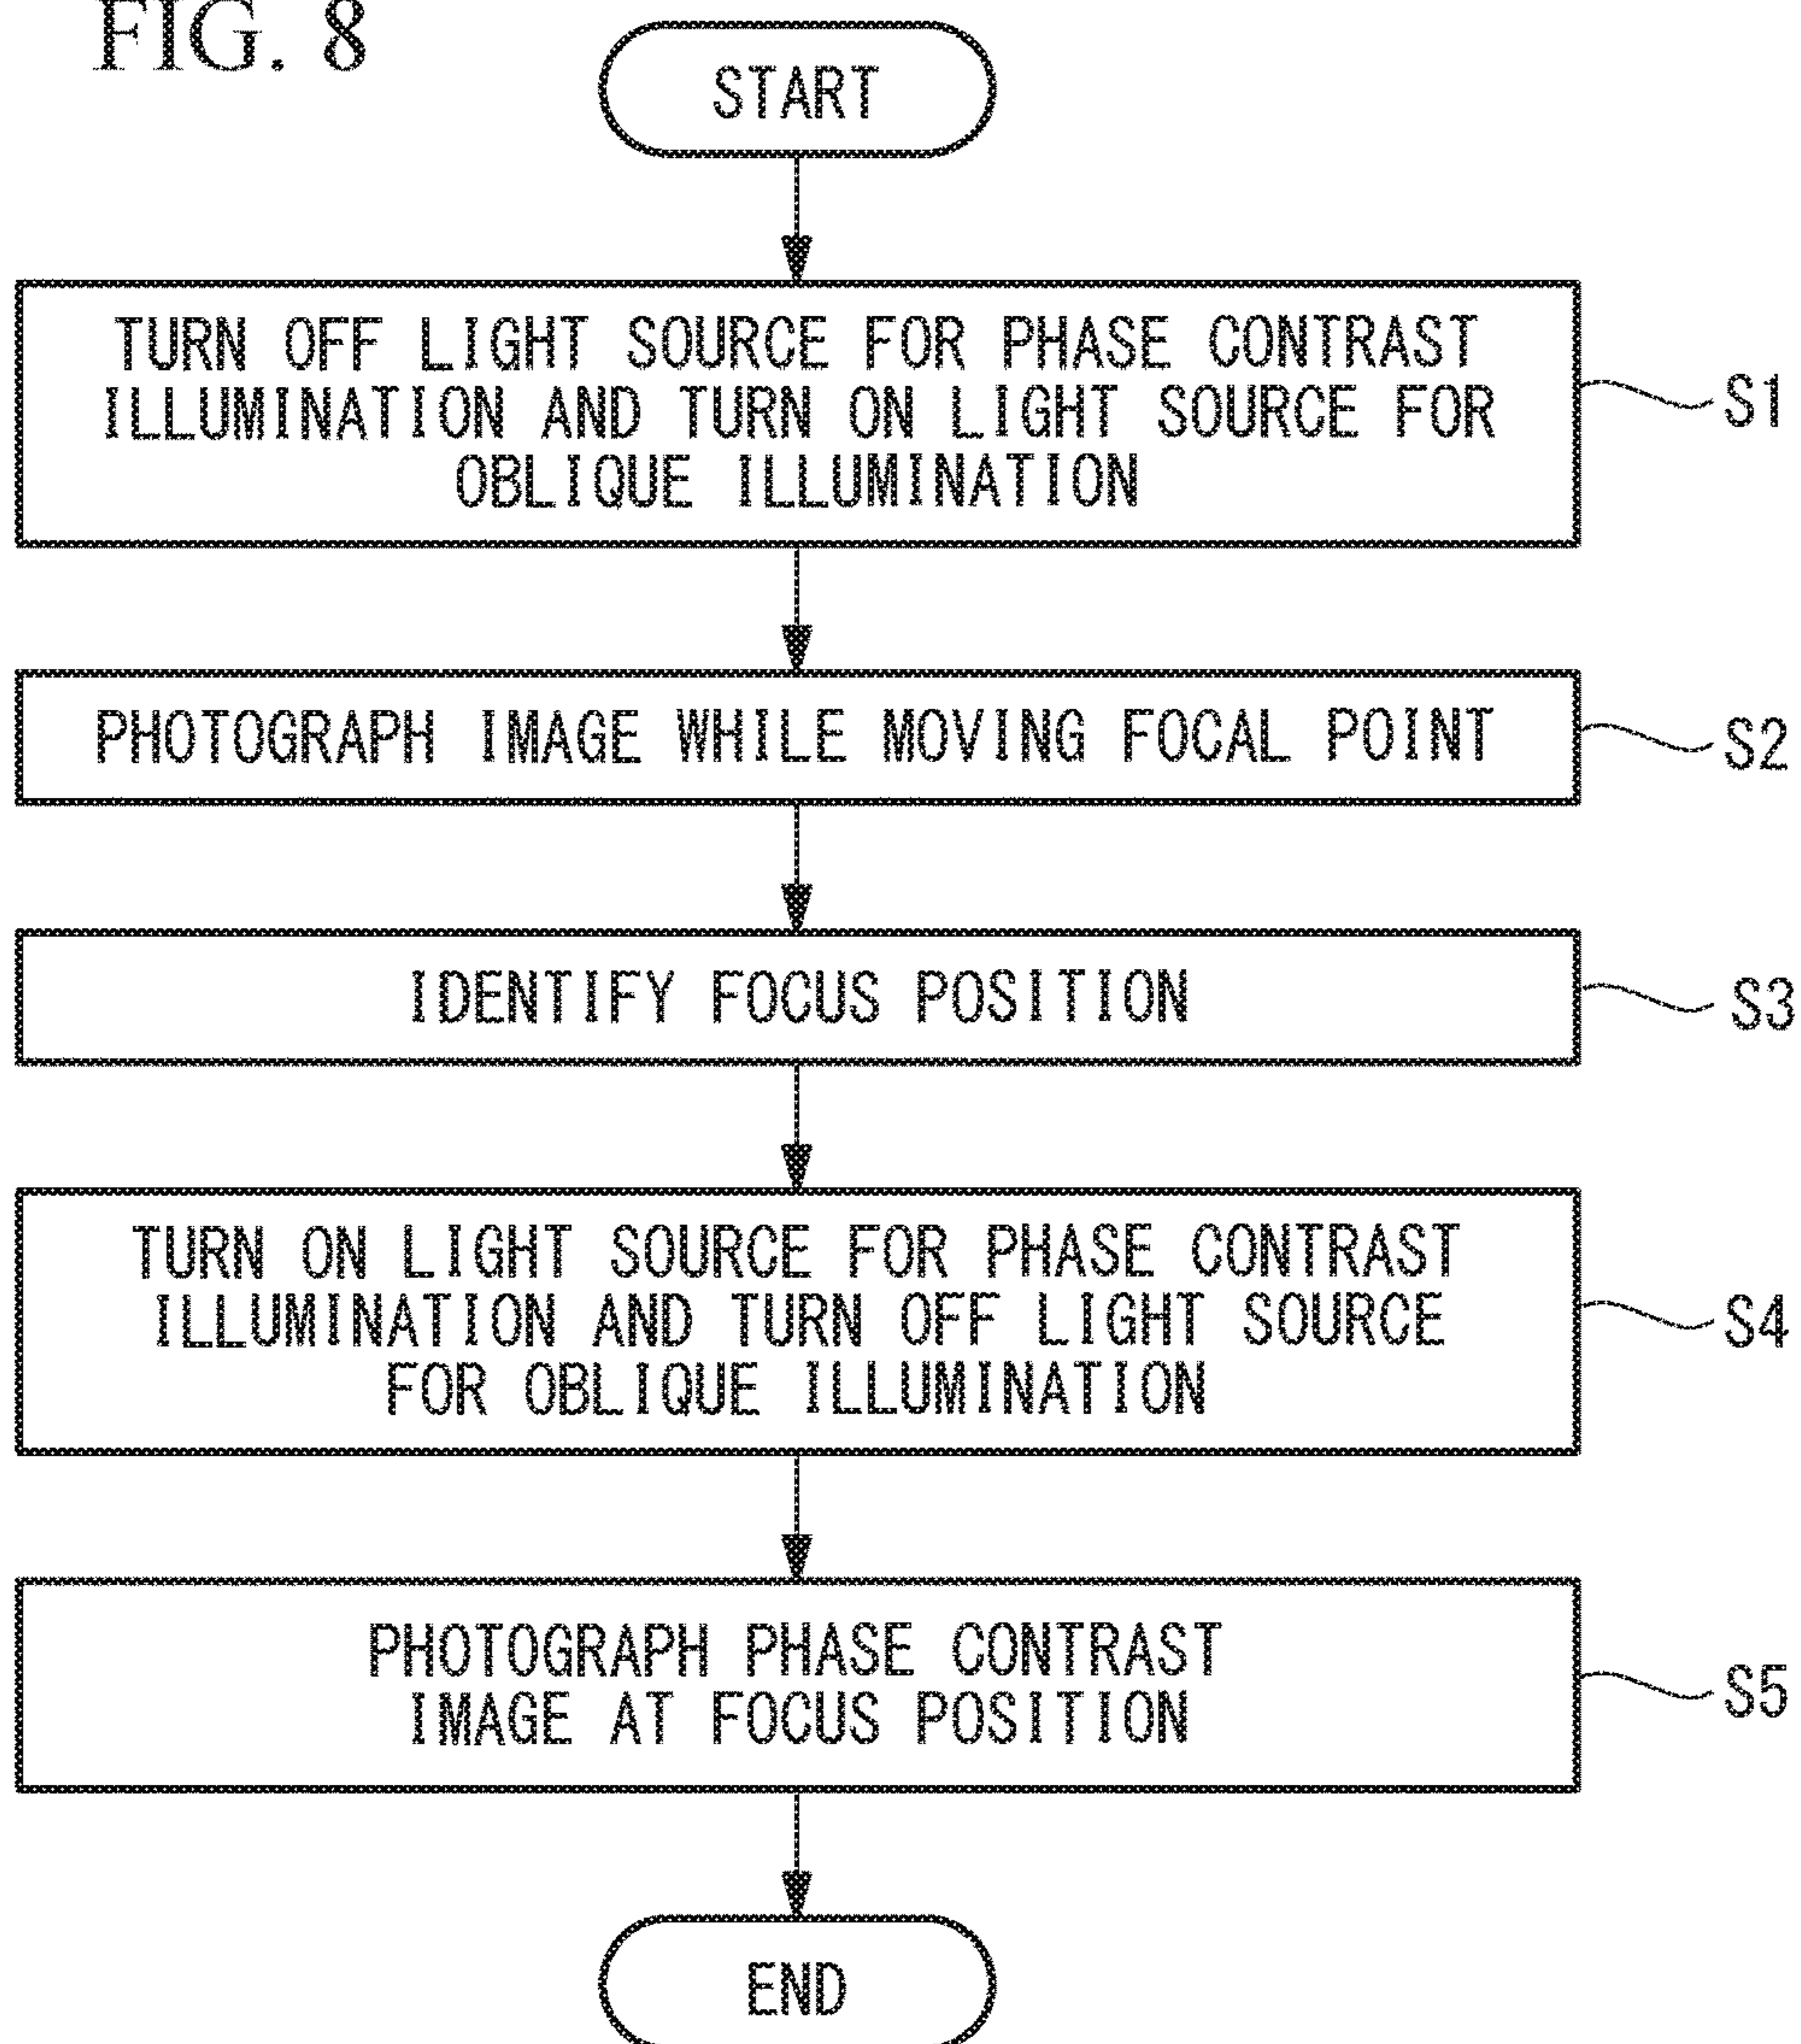 FIG. 8
START
TURN OFF LIGHT SOURCE FOR PHASE CONTRAST
ILLUMINATION AND TURN ON LIGHT SOURCE FOR
OBLIQUE ILLUMINATION
S1
PHOTOGRAPH IMAGE WHILE MOVING FOCAL POINT
S2
IDENTIFY FOCUS POSITION
S3
TURN ON LIGHT SOURCE FOR PHASE CONTRAST
ILLUMINATION AND TURN OFF LIGHT SOURCE
FOR OBLIQUE ILLUMINATION
S4
PHOTOGRAPH PHASE CONTRAST
IMAGE AT FOCUS POSITION
S5
END